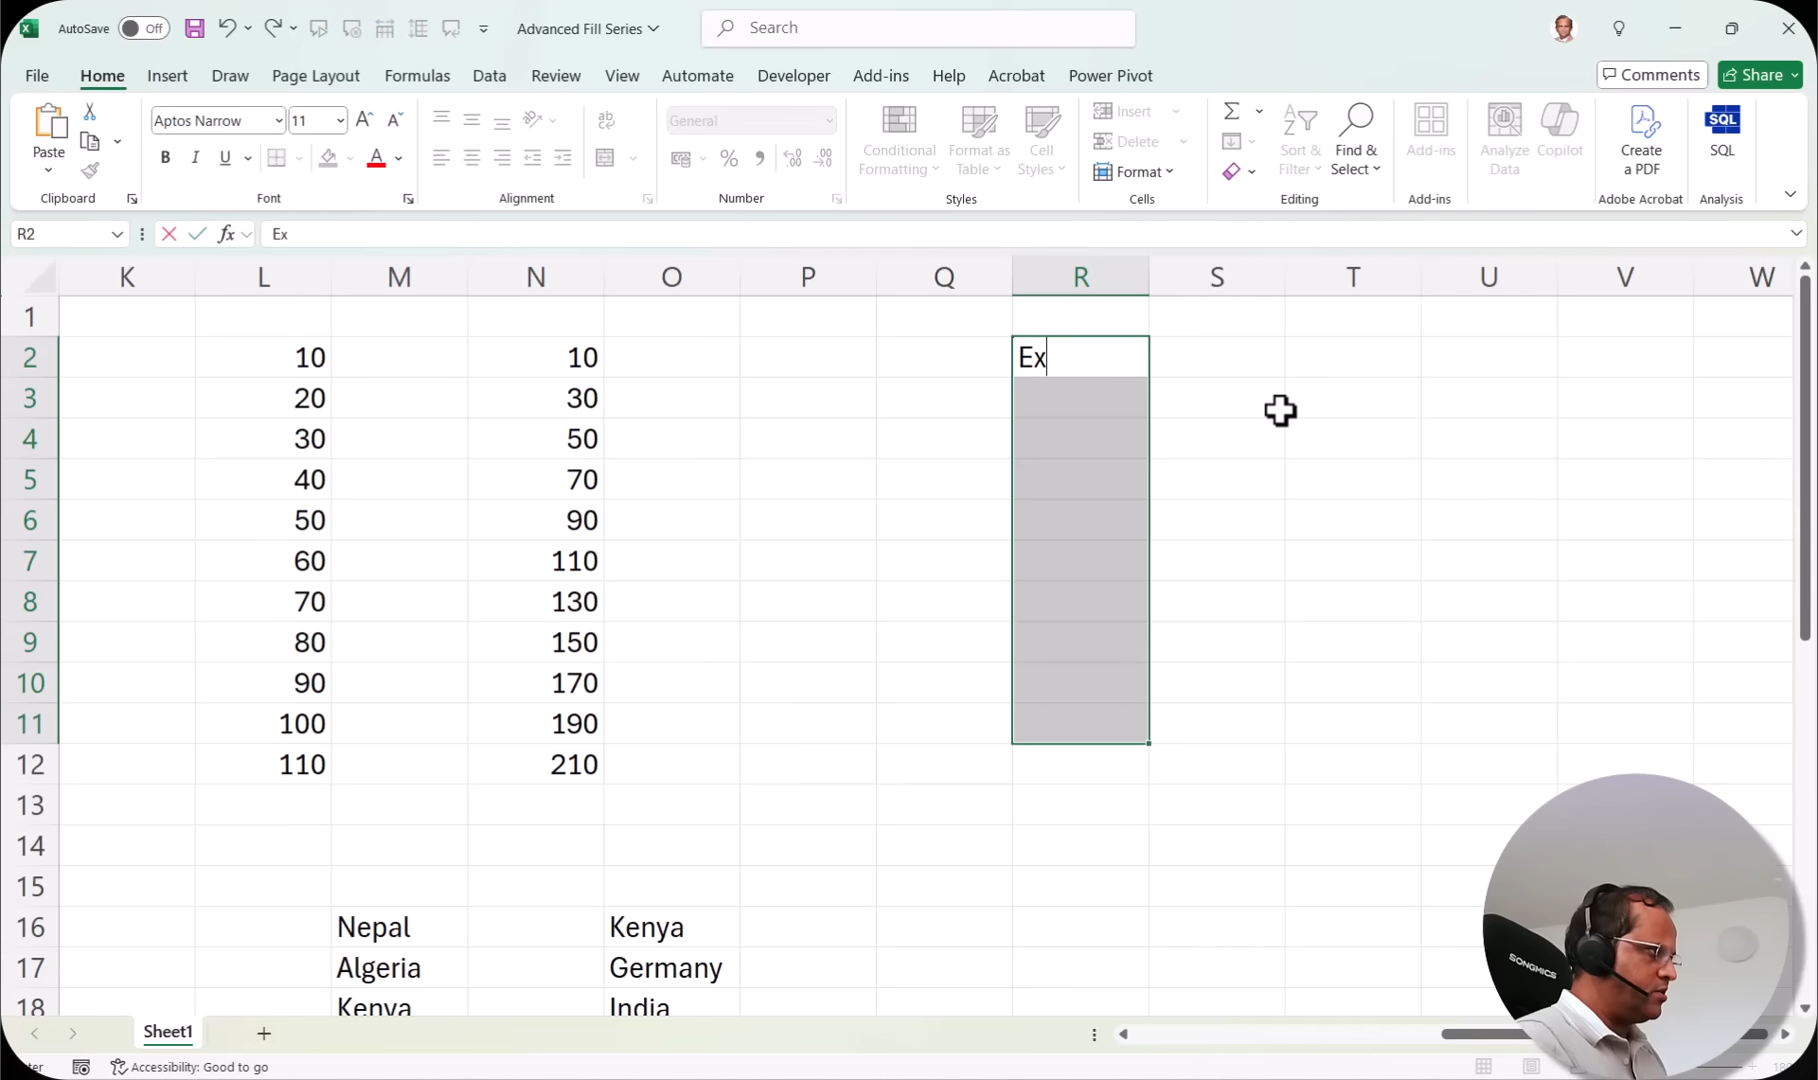 AutoSave Off Advanced Fill Series Search
File Home Insert Draw Page Layout Formulas Data Review View Automate Developer Add-ins Help Acrobat Power Pivot Comments Share
Aptos Narrow 11 A A ab General Insert Σ SQL
Paste B I U A % , Delete Conditional Formatting Format as Table Cell Styles Format Sort & Filter Find & Select Add-ins Analyze Data Copilot Create a PDF SQL
Clipboard Font Alignment Number Styles Cells Editing Add-ins Adobe Acrobat Analysis
R2 fx Ex
K L M N O P Q R S T U V W
1
2 10 10 Ex
3 20 30
4 30 50
5 40 70
6 50 90
7 60 110
8 70 130
9 80 150
10 90 170
11 100 190
12 110 210
13
14
15
16 Nepal Kenya
17 Algeria Germany
18 Kenya India
SONGMICS
Sheet1
Accessibility: Good to go